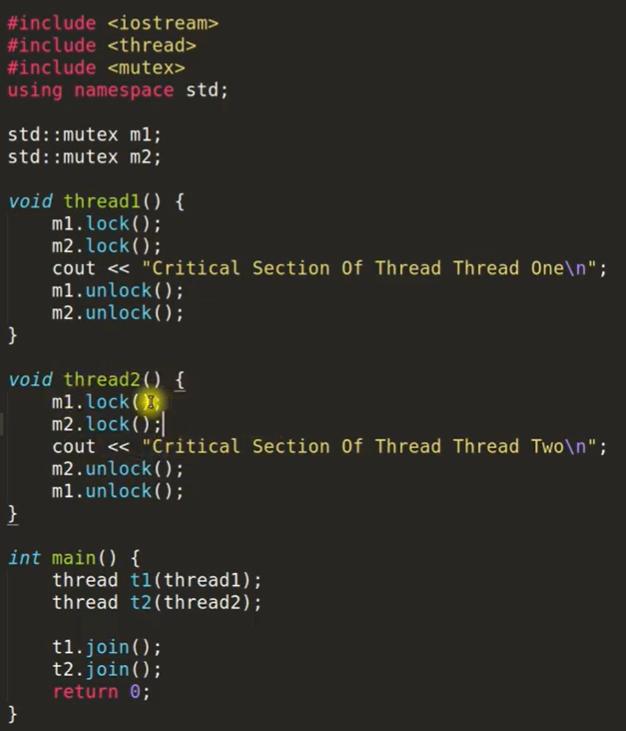 #include <iostream>
#include <thread>
#include <mutex>
using namespace std;

std::mutex m1;
std::mutex m2;

void thread1() {
    m1.lock();
    m2.lock();
    cout << "Critical Section Of Thread Thread One\n";
    m1.unlock();
    m2.unlock();
}

void thread2() {
    m1.lock();
    m2.lock();
    cout << "Critical Section Of Thread Thread Two\n";
    m2.unlock();
    m1.unlock();
}

int main() {
    thread t1(thread1);
    thread t2(thread2);

    t1.join();
    t2.join();
    return 0;
}